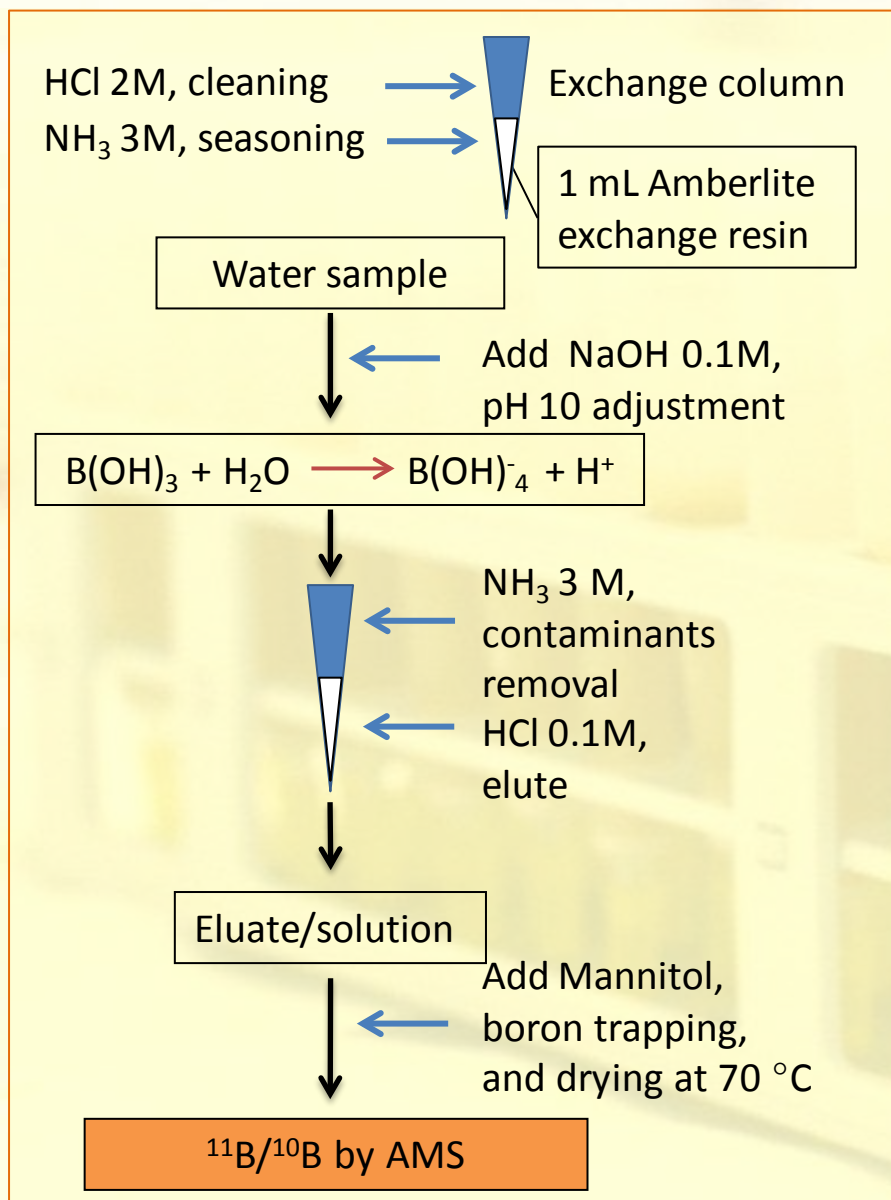 HCl 2M, cleaning
NH₃ 3M, seasoning
Exchange column
1 mL Amberlite
exchange resin
Water sample
Add NaOH 0.1M,
pH 10 adjustment
B(OH)₃ + H₂O → B(OH)⁻₄ + H⁺
NH₃ 3 M,
contaminants
removal
HCl 0.1M,
elute
Eluate/solution
Add Mannitol,
boron trapping,
and drying at 70 °C
¹¹B/¹⁰B by AMS